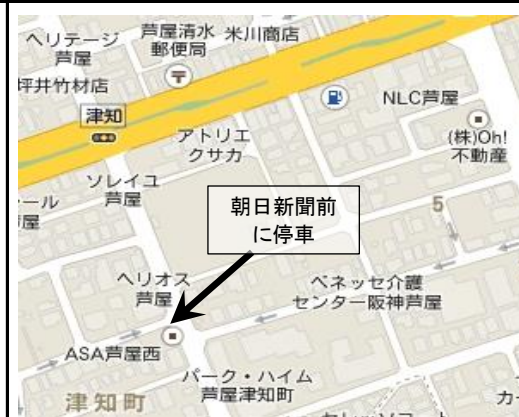 ヘリテージ
芦屋
芦屋清水
郵便局
米川商店
坪井竹材店
津知
NLC芦屋
アトリエ
クサカ
(株)Oh!
不動産
ソレイユ
芦屋
ール
屋
朝日新聞前
に停車
5
ヘリオス
芦屋
ベネッセ介護
センター阪神芦屋
ASA芦屋西
パーク・ハイム
芦屋津知町
津知町
カー